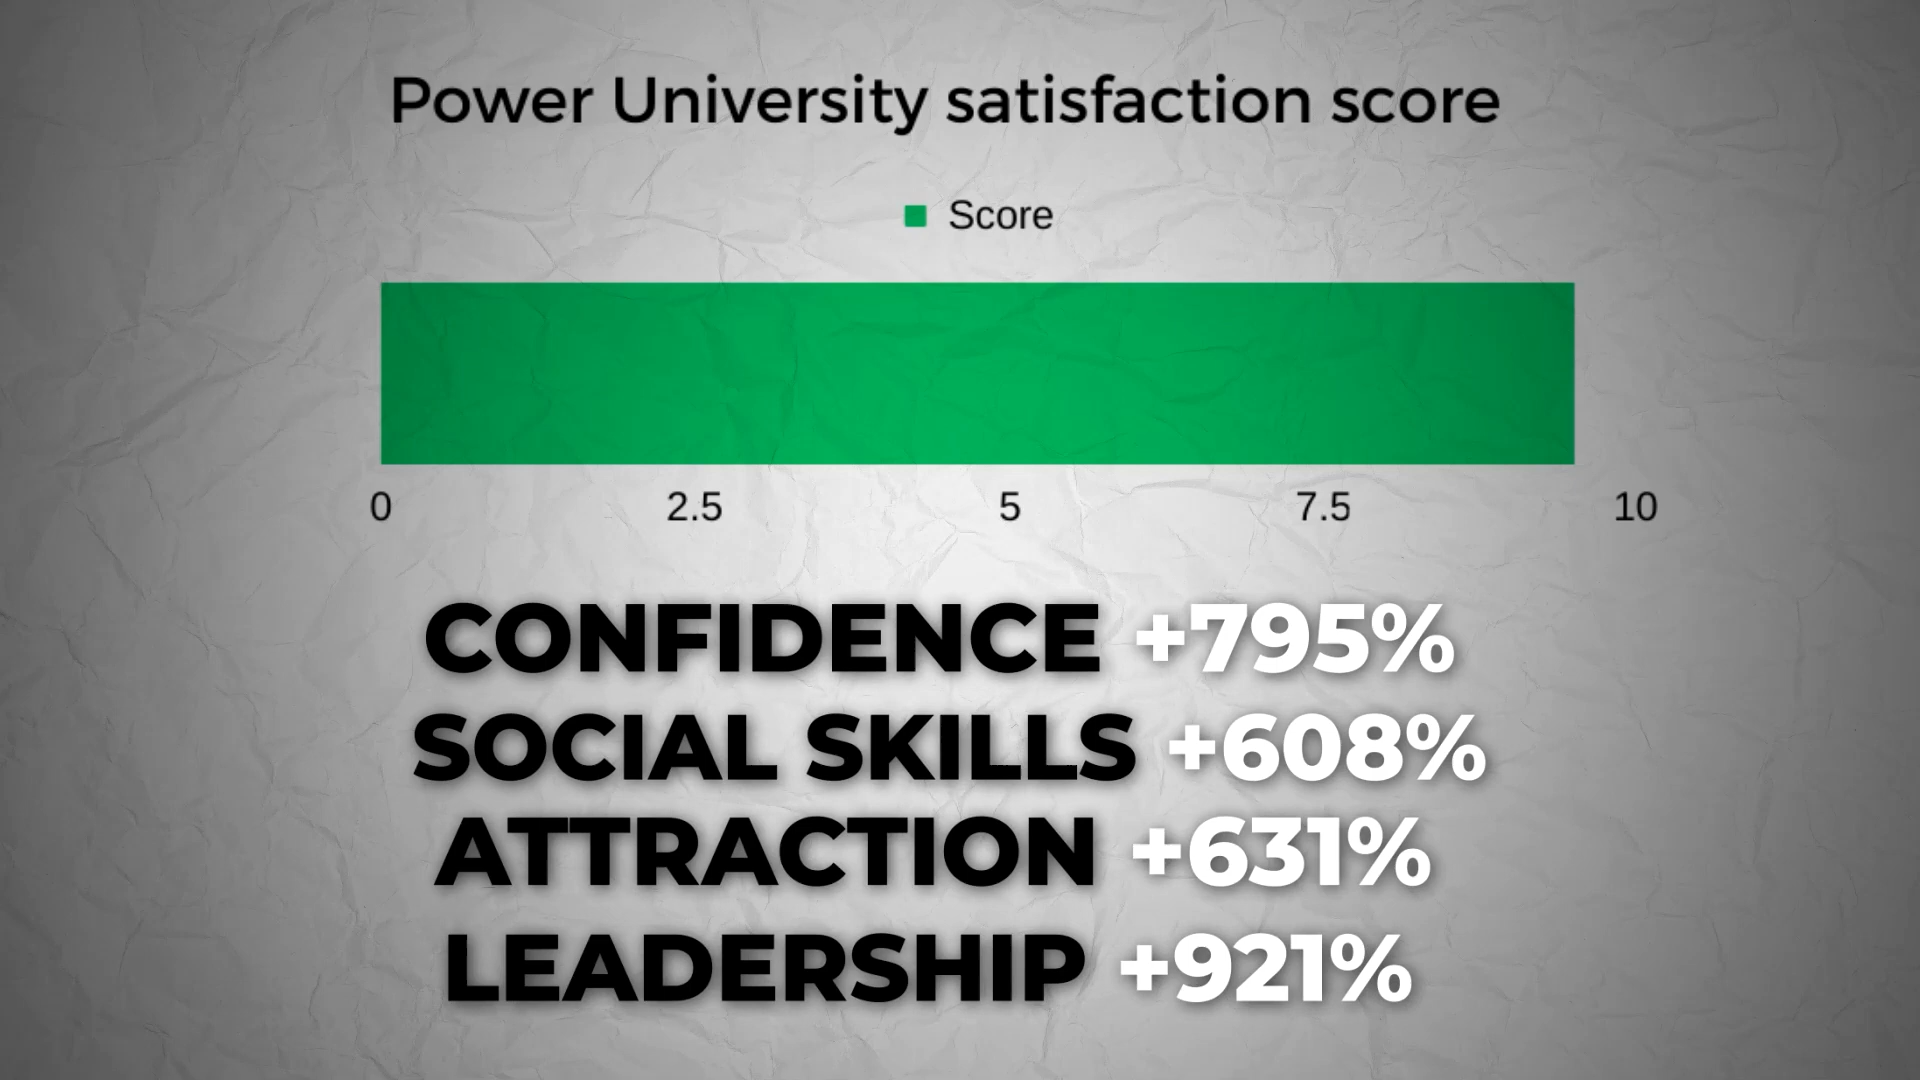 Power University satisfaction score
Score
0 2.5 5 7.5 10
CONFIDENCE +795%
SOCIAL SKILLS +608%
ATTRACTION +631%
LEADERSHIP +921%